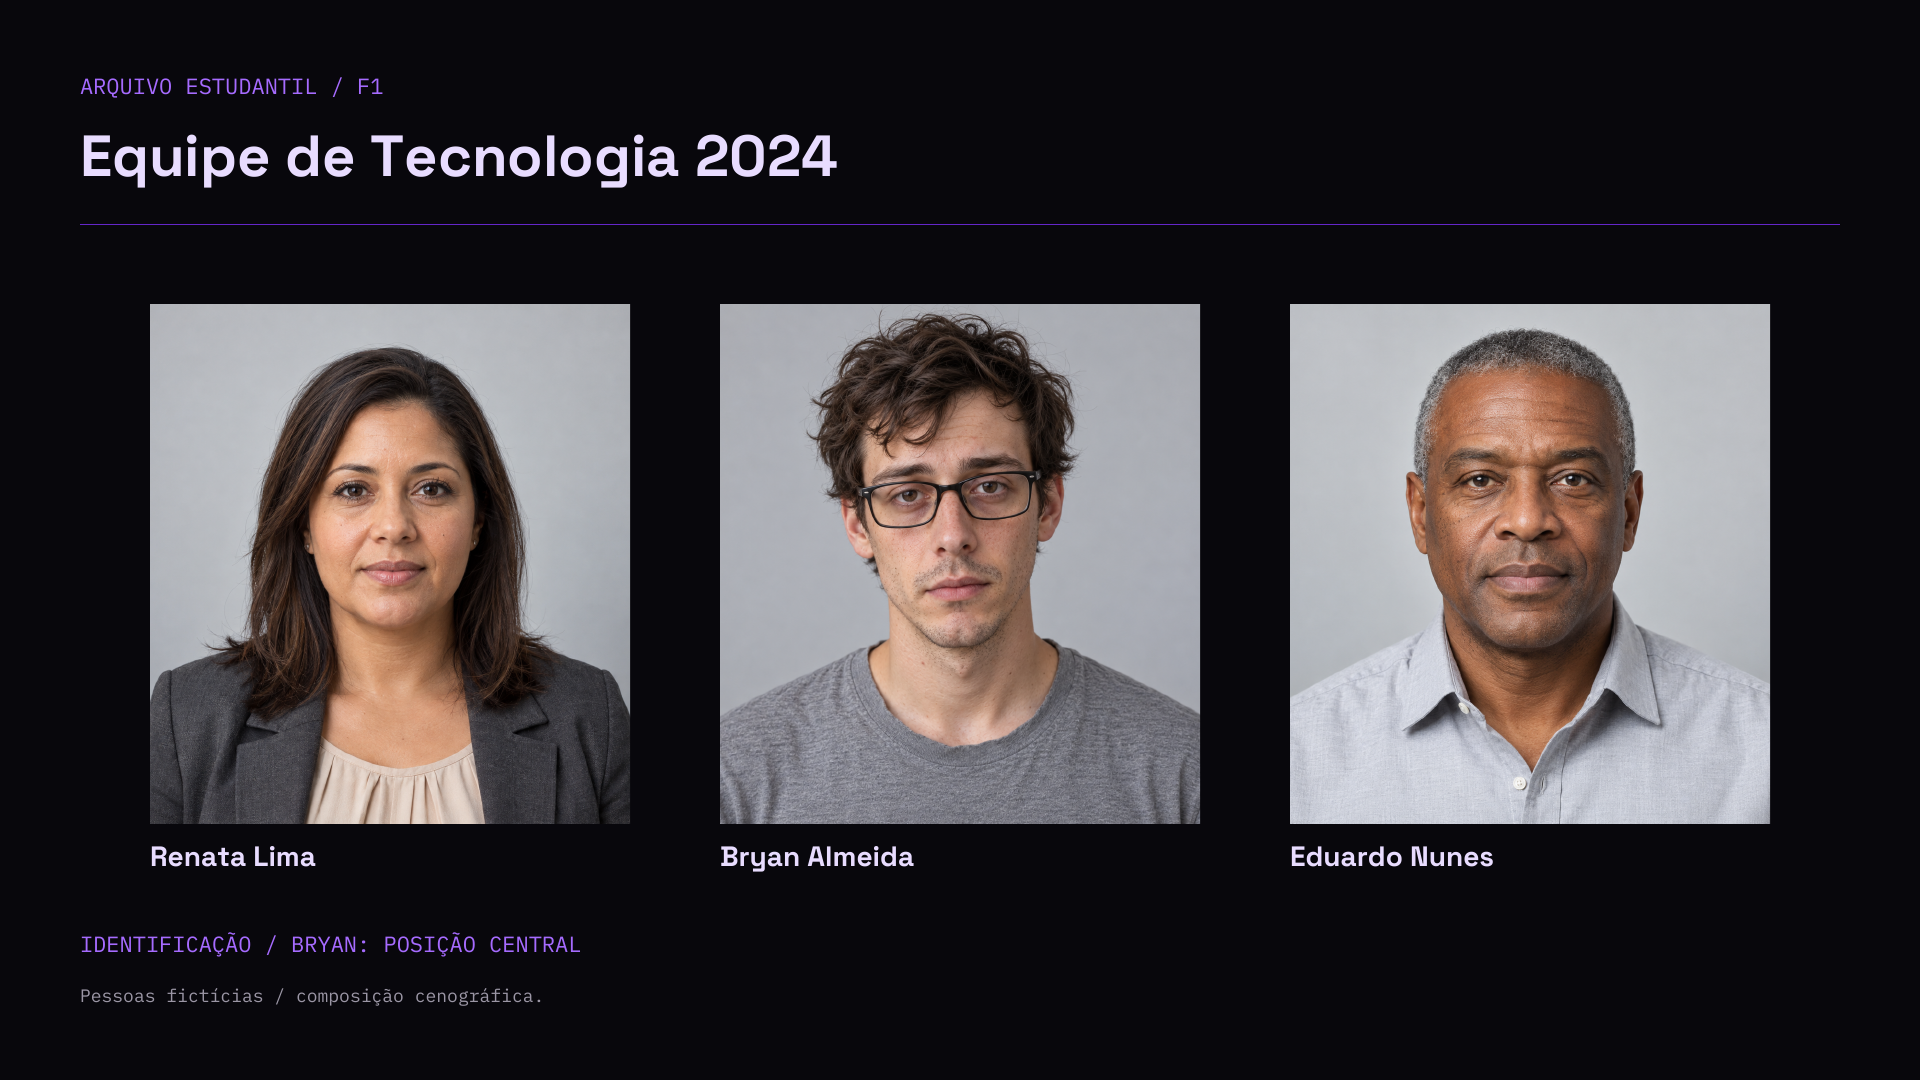 ARQUIVO ESTUDANTIL / F1
Equipe de Tecnologia 2024
Renata Lima
Bryan Almeida
Eduardo Nunes
IDENTIFICAÇÃO / BRYAN: POSIÇÃO CENTRAL
Pessoas fictícias / composição cenográfica.